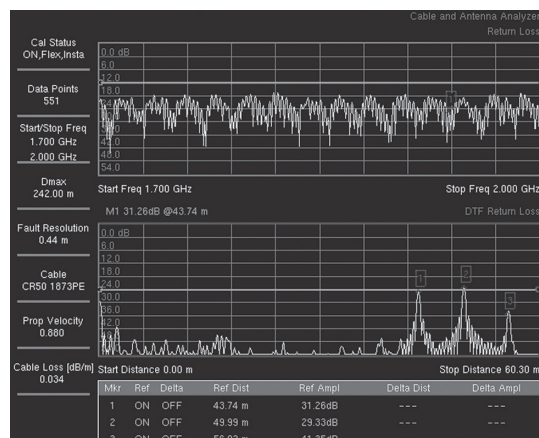 Cable and Antenna Analyzer
Return Loss
Cal Status
ON,Flex,Insta
Data Points
551
Start/Stop Freq
1.700 GHz
2.000 GHz
Dmax
242.00 m
Fault Resolution
0.44 m
Cable
CR50 1873PE
Prop Velocity
0.880
Cable Loss [dB/m]
0.034
0.0 dB
6.0
12.0
18.0
24.0
42.0
54.0
Start Freq 1.700 GHz
Stop Freq 2.000 GHz
M1 31.26dB @43.74 m
DTF Return Loss
0.0 dB
6.0
12.0
18.0
24.0
30.0
36.0
42.0
1
2
3
Start Distance 0.00 m
Stop Distance 60.30 m
Mkr Ref Delta Ref Dist Ref Ampl Delta Dist Delta Ampl
1 ON OFF 43.74 m 31.26dB --- ---
2 ON OFF 49.99 m 29.33dB --- ---